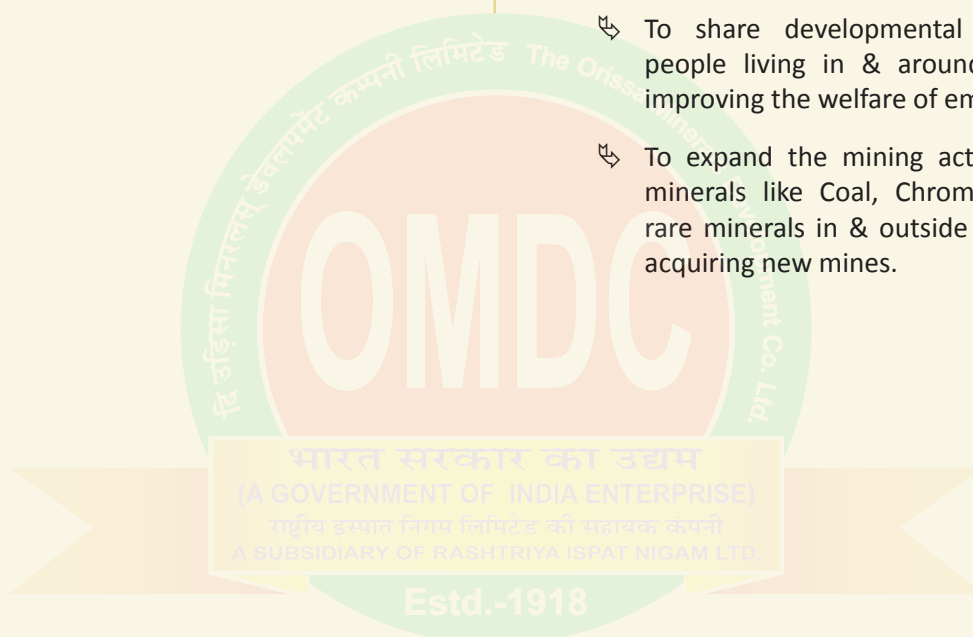 To share developmental
people living in & around
improving the welfare of em
To expand the mining act
minerals like Coal, Chrom
rare minerals in & outside
acquiring new mines.
दि उड़िसा मिनरलस् डेवलपमेंट कम्पनी लिमिटेड The Orissa Minerals Development Co. Ltd.
OMDC
भारत सरकार का उद्यम
(A GOVERNMENT OF INDIA ENTERPRISE)
राष्ट्रीय इस्पात निगम लिमिटेड की सहायक कंपनी
A SUBSIDIARY OF RASHTRIYA ISPAT NIGAM LTD.
Estd.-1918